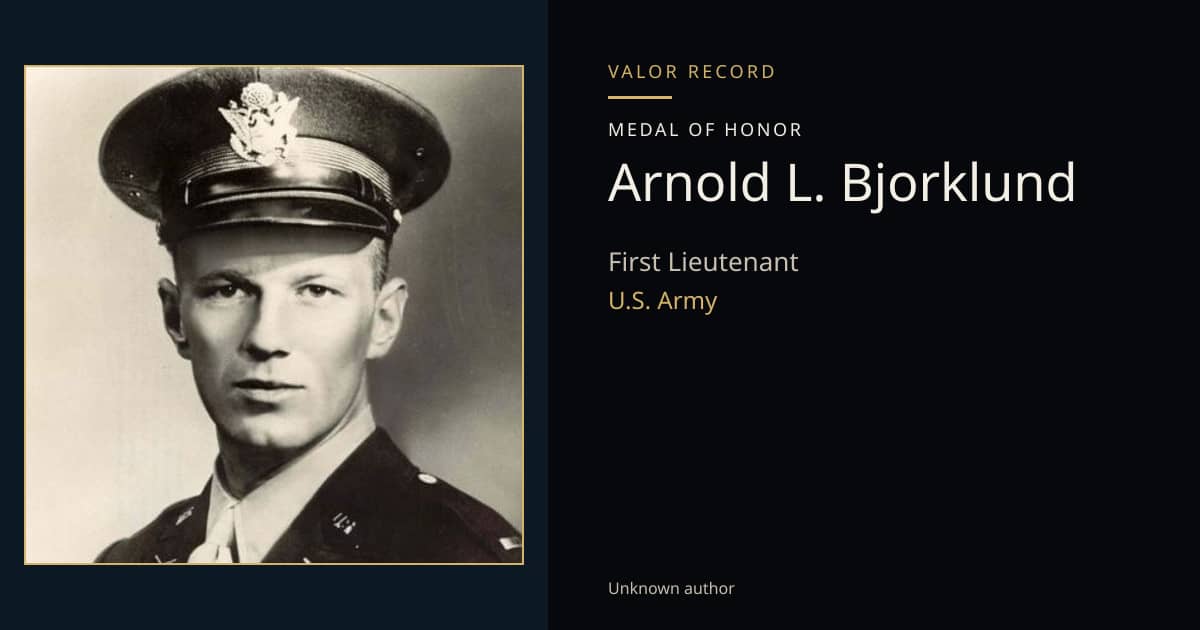 VALOR RECORD
MEDAL OF HONOR
Arnold L. Bjorklund
First Lieutenant
U.S. Army
Unknown author